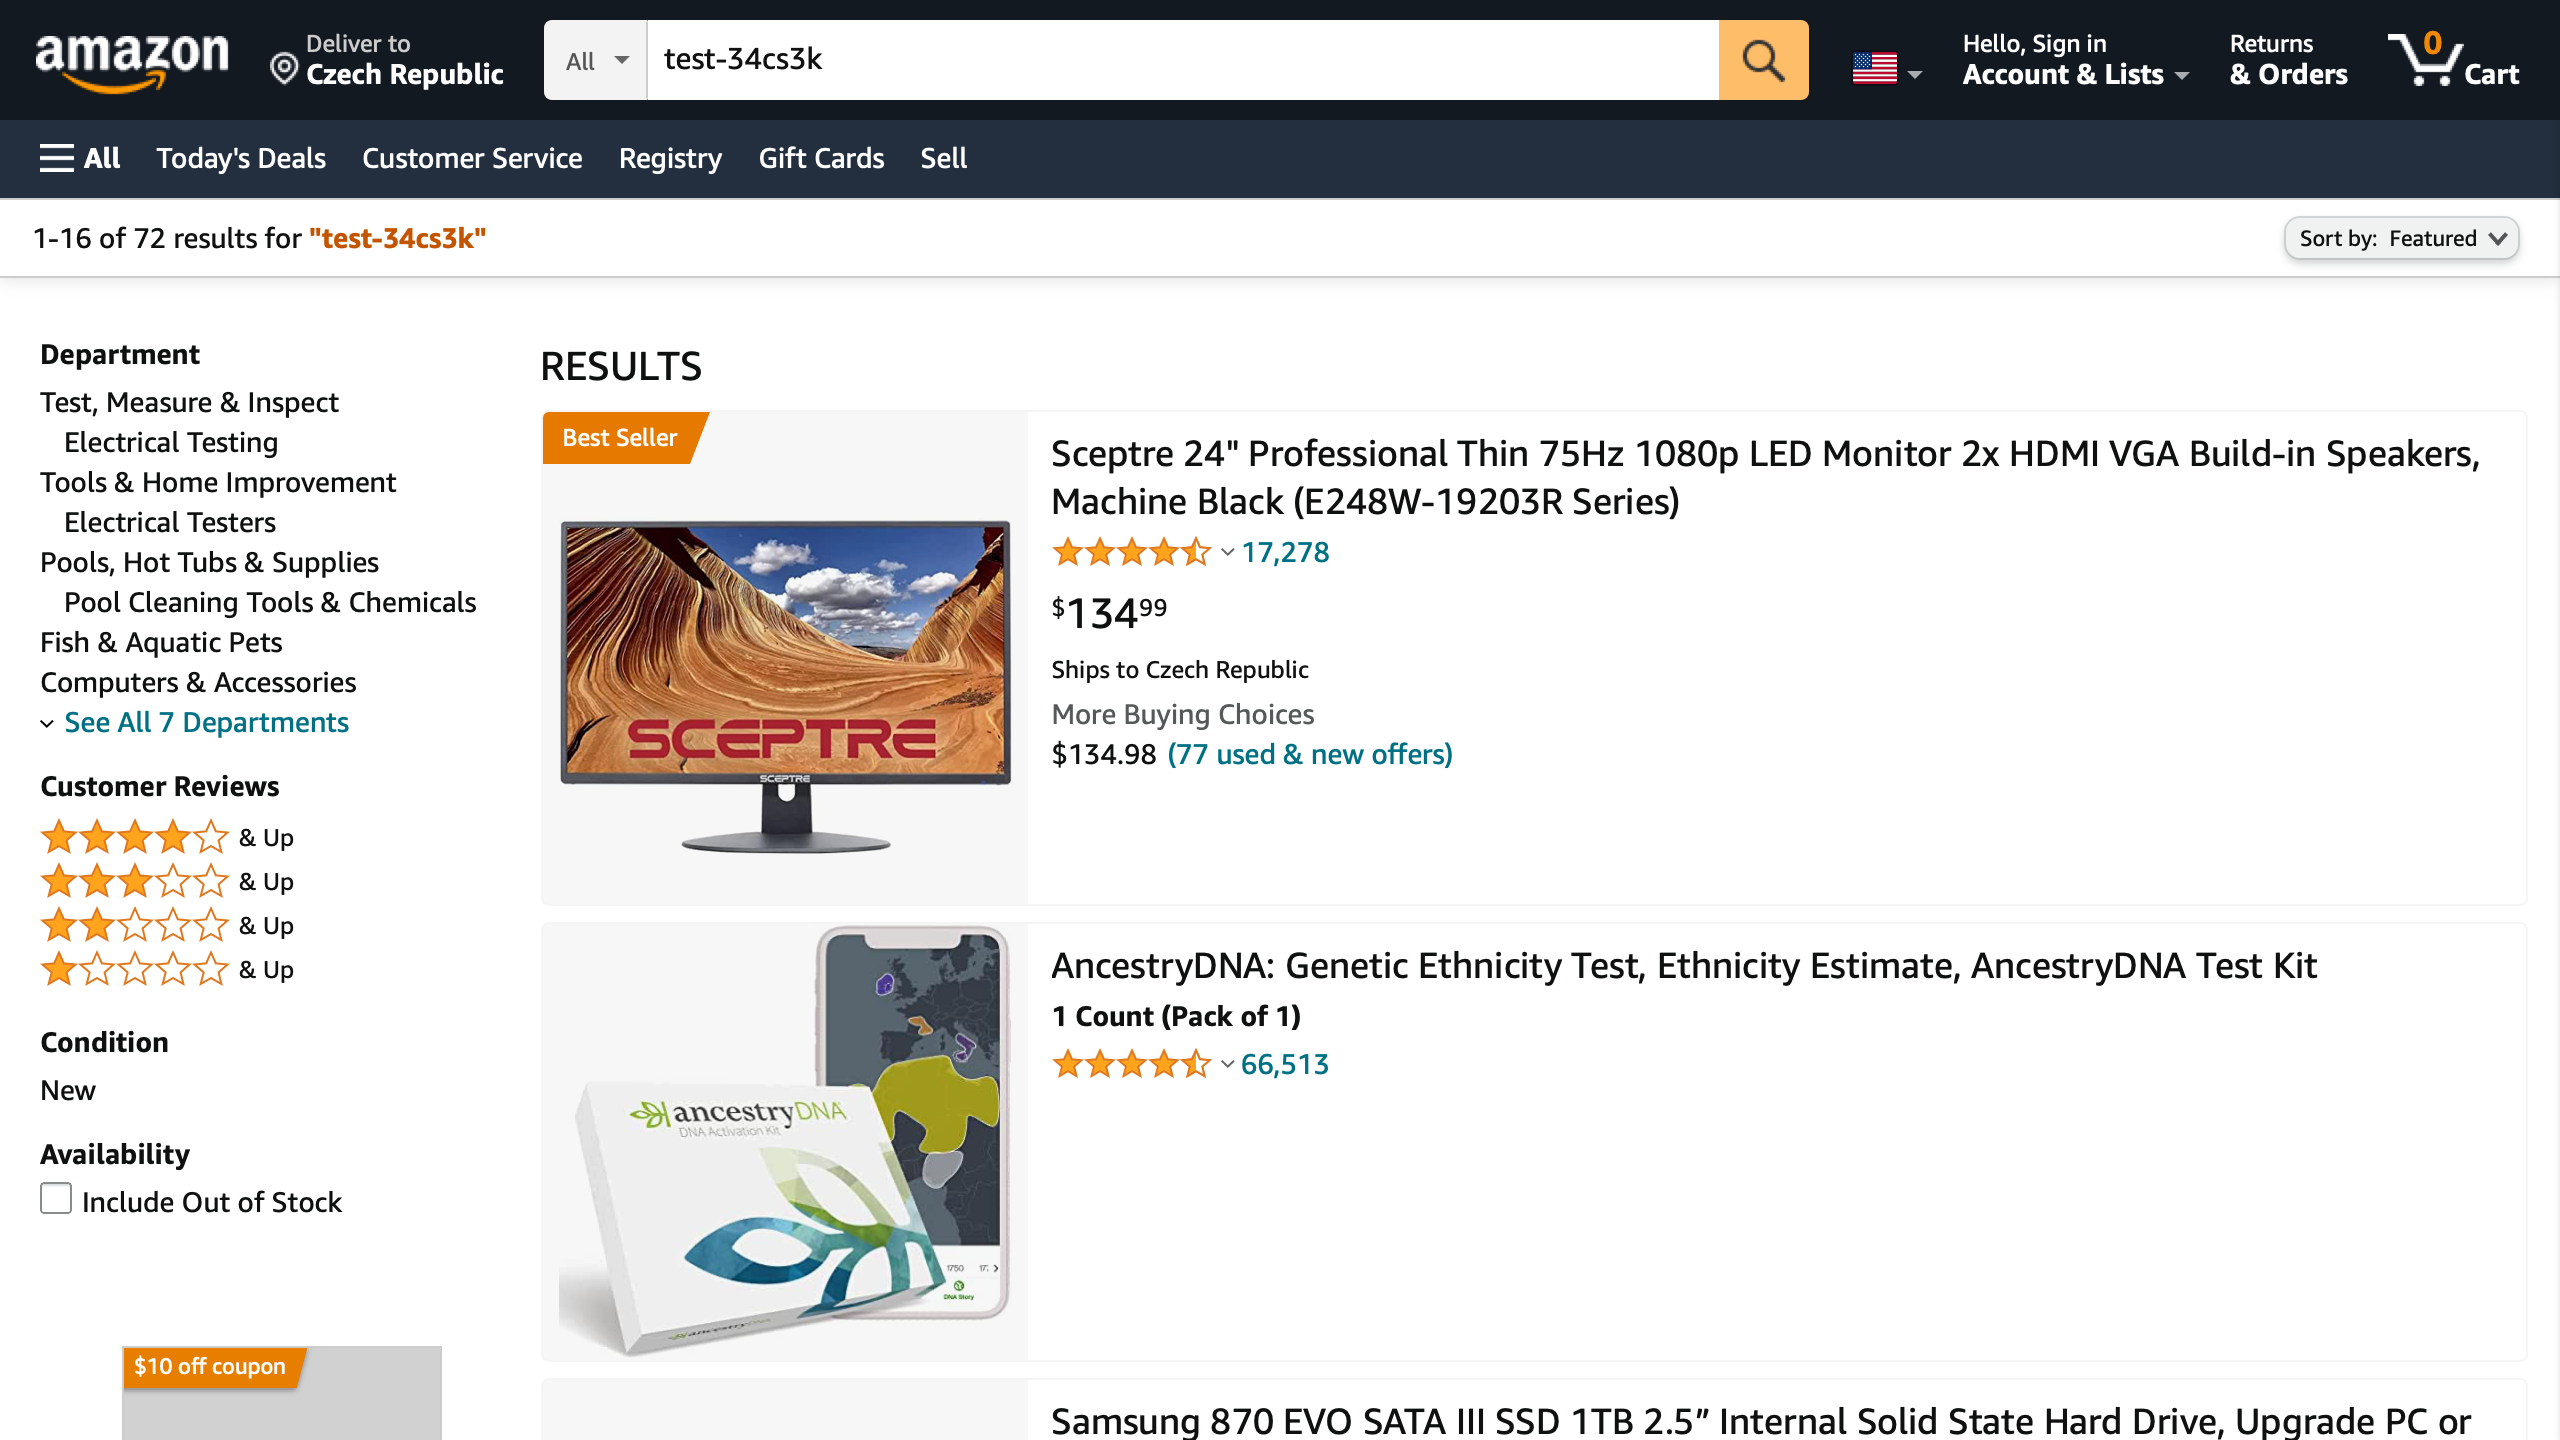 amazon
Deliver to
Czech Republic
All
test-34cs3k
Hello, Sign in
Account & Lists
Returns
& Orders
0
Cart
All
Today's Deals
Customer Service
Registry
Gift Cards
Sell
1-16 of 72 results for "test-34cs3k"
Sort by: Featured
Department
Test, Measure & Inspect
Electrical Testing
Tools & Home Improvement
Electrical Testers
Pools, Hot Tubs & Supplies
Pool Cleaning Tools & Chemicals
Fish & Aquatic Pets
Computers & Accessories
See All 7 Departments
Customer Reviews
& Up
& Up
& Up
& Up
Condition
New
Availability
Include Out of Stock
$10 off coupon
RESULTS
Best Seller
SCEPTRE
SCEPTRE
Sceptre 24" Professional Thin 75Hz 1080p LED Monitor 2x HDMI VGA Build-in Speakers,
Machine Black (E248W-19203R Series)
17,278
$134 99
Ships to Czech Republic
More Buying Choices
$134.98 (77 used & new offers)
ancestryDNA
DNA Activation Kit
1750
DNA Story
AncestryDNA: Genetic Ethnicity Test, Ethnicity Estimate, AncestryDNA Test Kit
1 Count (Pack of 1)
66,513
Samsung 870 EVO SATA III SSD 1TB 2.5” Internal Solid State Hard Drive, Upgrade PC or